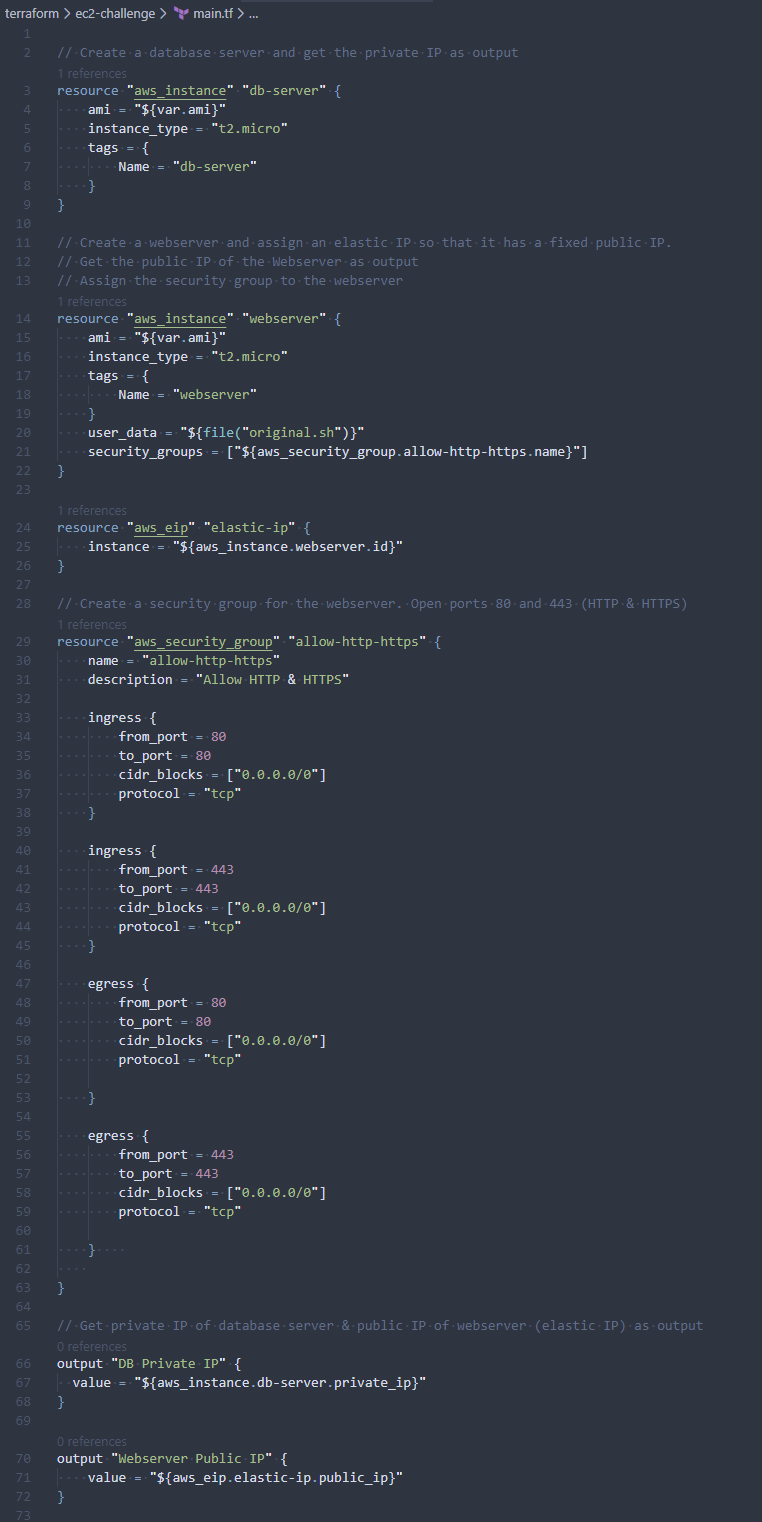 terraform > ec2-challenge > main.tf > ...
1
2 // Create a database server and get the private IP as output
1 references
3 resource "aws_instance" "db-server" {
4     ami = "${var.ami}"
5     instance_type = "t2.micro"
6     tags = {
7         Name = "db-server"
8     }
9 }
10
11 // Create a webserver and assign an elastic IP so that it has a fixed public IP.
12 // Get the public IP of the Webserver as output
13 // Assign the security group to the webserver
1 references
14 resource "aws_instance" "webserver" {
15     ami = "${var.ami}"
16     instance_type = "t2.micro"
17     tags = {
18         Name = "webserver"
19     }
20     user_data = "${file("original.sh")}"
21     security_groups = ["${aws_security_group.allow-http-https.name}"]
22 }
23
1 references
24 resource "aws_eip" "elastic-ip" {
25     instance = "${aws_instance.webserver.id}"
26 }
27
28 // Create a security group for the webserver. Open ports 80 and 443 (HTTP & HTTPS)
1 references
29 resource "aws_security_group" "allow-http-https" {
30     name = "allow-http-https"
31     description = "Allow HTTP & HTTPS"
32
33     ingress {
34         from_port = 80
35         to_port = 80
36         cidr_blocks = ["0.0.0.0/0"]
37         protocol = "tcp"
38     }
39
40     ingress {
41         from_port = 443
42         to_port = 443
43         cidr_blocks = ["0.0.0.0/0"]
44         protocol = "tcp"
45     }
46
47     egress {
48         from_port = 80
49         to_port = 80
50         cidr_blocks = ["0.0.0.0/0"]
51         protocol = "tcp"
52
53     }
54
55     egress {
56         from_port = 443
57         to_port = 443
58         cidr_blocks = ["0.0.0.0/0"]
59         protocol = "tcp"
60
61     }
62
63 }
64
65 // Get private IP of database server & public IP of webserver (elastic IP) as output
0 references
66 output "DB Private IP" {
67   value = "${aws_instance.db-server.private_ip}"
68 }
69
0 references
70 output "Webserver Public IP" {
71     value = "${aws_eip.elastic-ip.public_ip}"
72 }
73